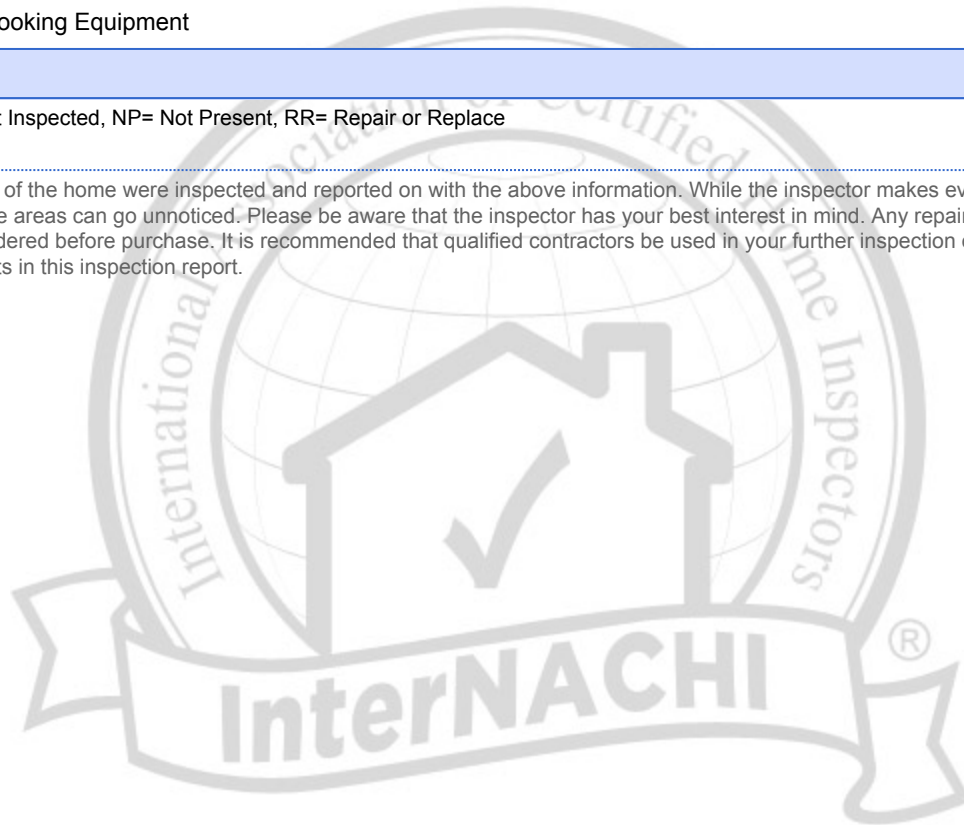 ooking Equipment
t Inspected, NP= Not Present, RR= Repair or Replace
of the home were inspected and reported on with the above information. While the inspector makes ev
e areas can go unnoticed. Please be aware that the inspector has your best interest in mind. Any repair
dered before purchase. It is recommended that qualified contractors be used in your further inspection
ts in this inspection report.
International Association of Certified Home Inspectors
InterNACHI
®